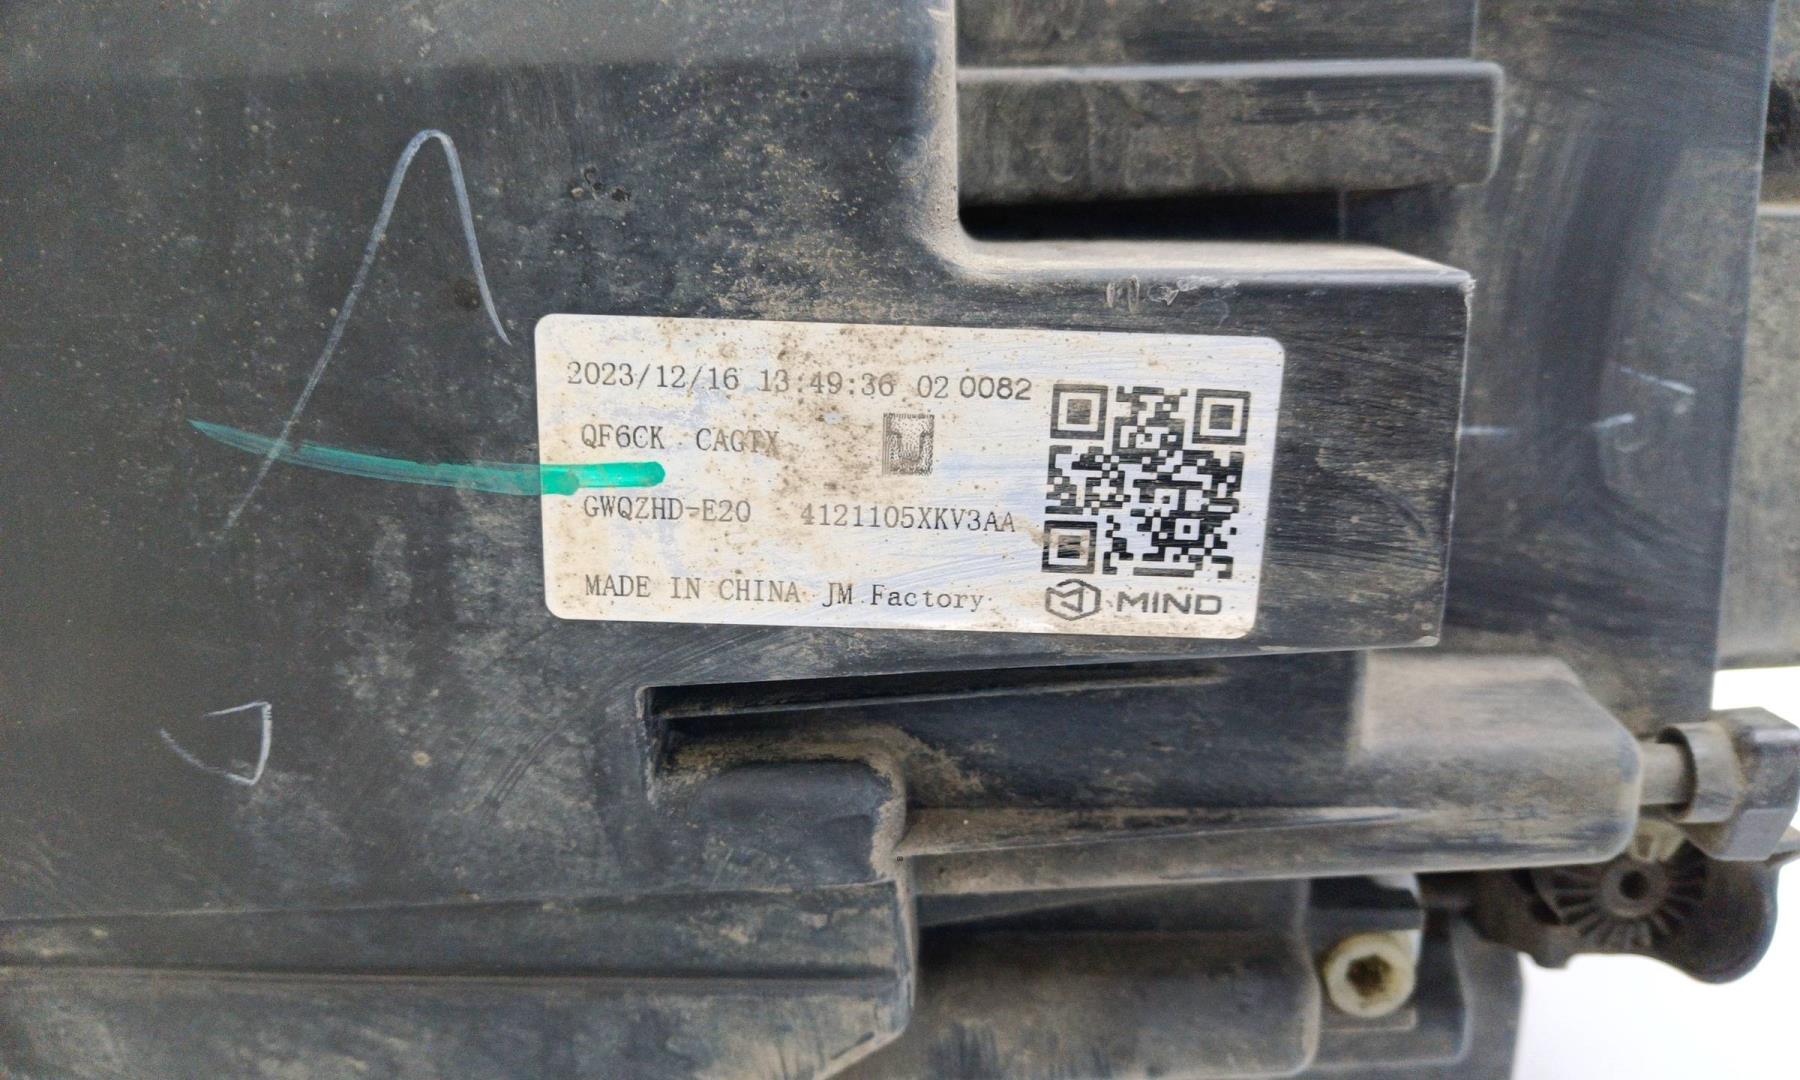 2023/12/16 13:49:36 02 0082
QF6CK CAGTX
GWQZHD-E20 4121105XKV3AA
MADE IN CHINA JM Factory
MIND